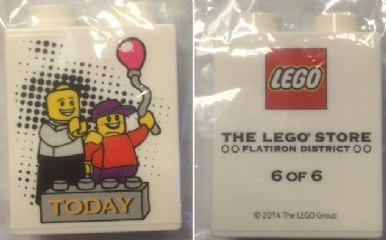 TODAY
LEGO
THE LEGO® STORE
FLATIRON DISTRICT
6 OF 6
© 2014 The LEGO Group.